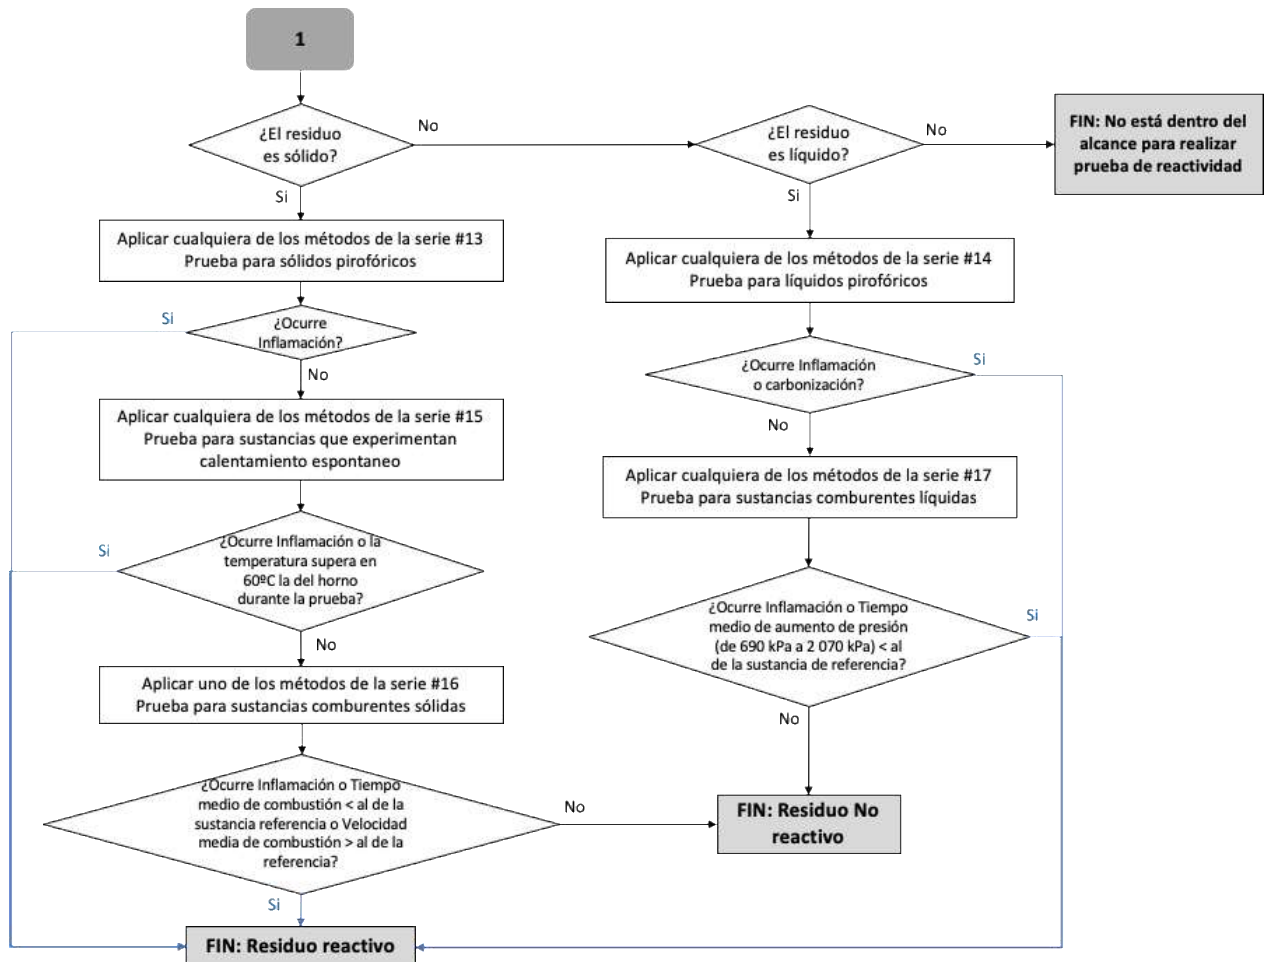 1
¿El residuo
es sólido?
No
¿El residuo
es líquido?
No
FIN: No está dentro del
alcance para realizar
prueba de reactividad
Si
Si
Aplicar cualquiera de los métodos de la serie #13
Prueba para sólidos pirofóricos
Aplicar cualquiera de los métodos de la serie #14
Prueba para líquidos pirofóricos
Si
¿Ocurre
Inflamación?
No
¿Ocurre Inflamación
o carbonización?
Si
No
Aplicar cualquiera de los métodos de la serie #15
Prueba para sustancias que experimentan
calentamiento espontaneo
Aplicar cualquiera de los métodos de la serie #17
Prueba para sustancias comburentes líquidas
Si
¿Ocurre Inflamación o la
temperatura supera en
60ºC la del horno
durante la prueba?
No
¿Ocurre Inflamación o Tiempo
medio de aumento de presión
(de 690 kPa a 2 070 kPa) < al
de la sustancia de referencia?
Si
No
Aplicar uno de los métodos de la serie #16
Prueba para sustancias comburentes sólidas
¿Ocurre Inflamación o Tiempo
medio de combustión < al de la
sustancia referencia o Velocidad
media de combustión > al de la
referencia?
No
FIN: Residuo No
reactivo
Si
FIN: Residuo reactivo